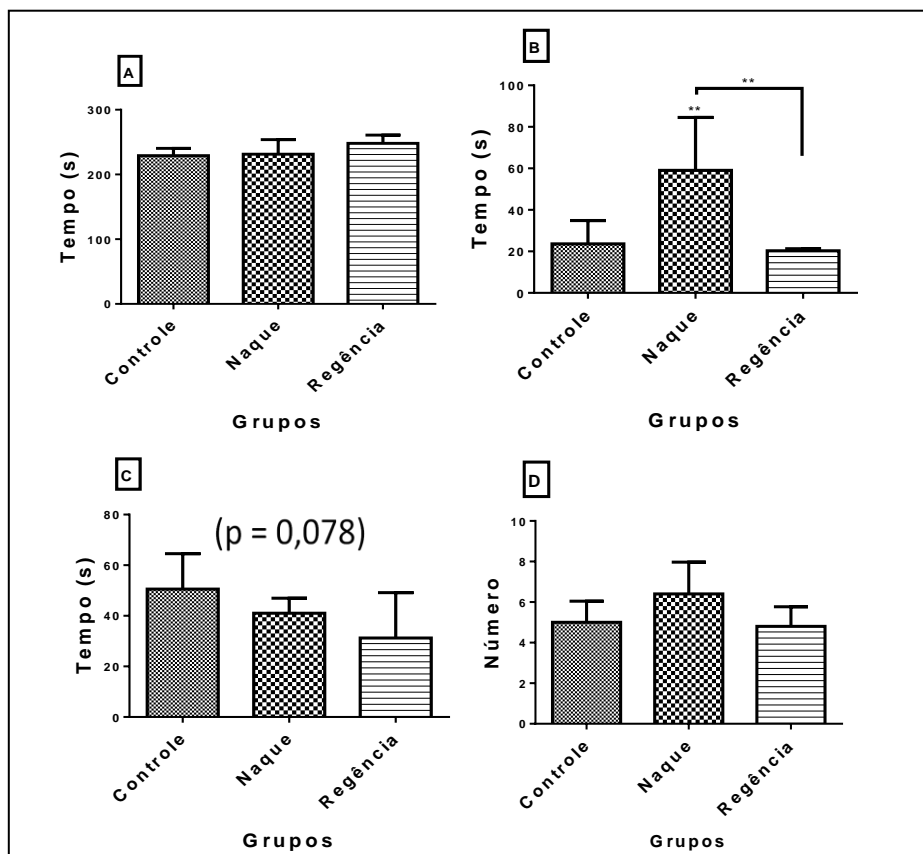 A
Tempo (s)
300
200
100
0
Controle
Naque
Regência
Grupos
B
Tempo (s)
100
80
60
40
20
0
**
**
Controle
Naque
Regência
Grupos
C
(p = 0,078)
Tempo (s)
80
60
40
20
0
Controle
Naque
Regência
Grupos
D
Número
10
8
6
4
2
0
Controle
Naque
Regência
Grupos